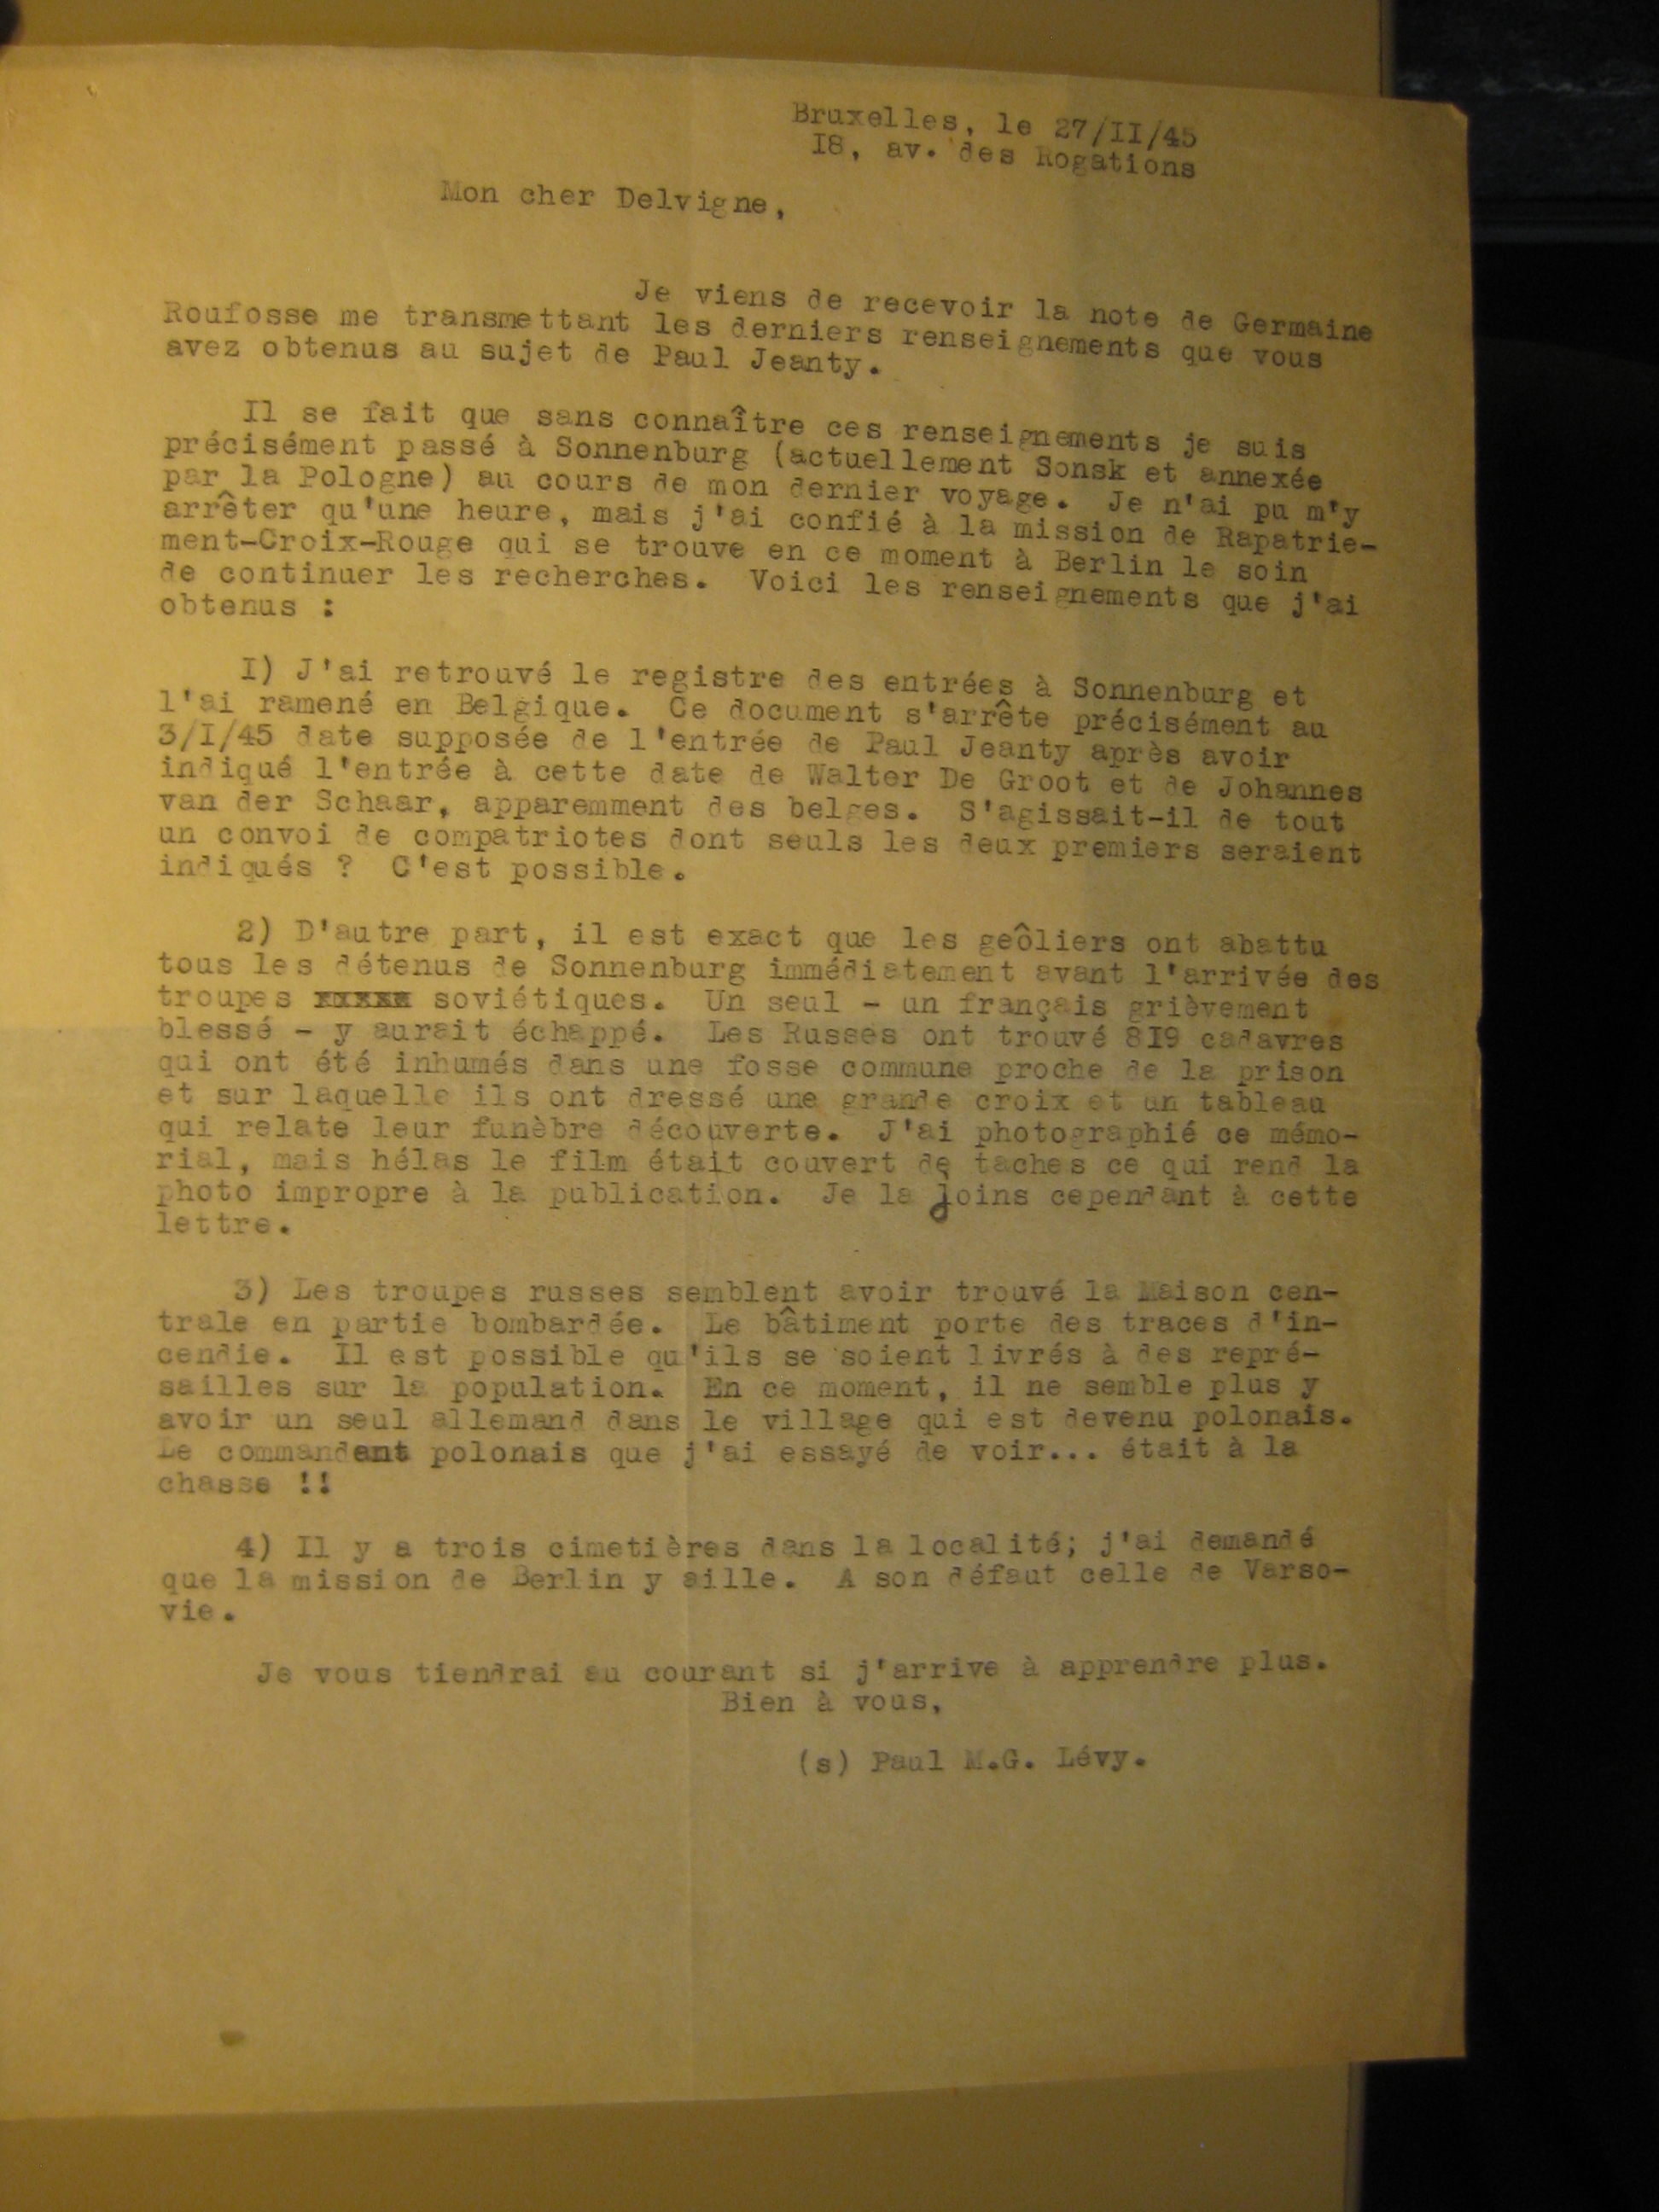 Bruxelles, le 27/II/45
I8, av. des Rogations
Mon cher Delvigne,
Je viens de recevoir la note de Germaine
Roufosse me transmettant les derniers renseignements que vous
avez obtenus au sujet de Paul Jeanty.
Il se fait que sans connaître ces renseignements je suis
précisément passé à Sonnenburg (actuellement Sonsk et annexée
par la Pologne) au cours de mon dernier voyage. Je n'ai pu m'y
arrêter qu'une heure, mais j'ai confié à la mission de Rapatrie-
ment-Croix-Rouge qui se trouve en ce moment à Berlin le soin
de continuer les recherches. Voici les renseignements que j'ai
obtenus :
I) J'ai retrouvé le registre des entrées à Sonnenburg et
l'ai ramené en Belgique. Ce document s'arrête précisément au
3/I/45 date supposée de l'entrée de Paul Jeanty après avoir
indiqué l'entrée à cette date de Walter De Groot et de Johannes
van der Schaar, apparemment des belges. S'agissait-il de tout
un convoi de compatriotes dont seuls les deux premiers seraient
indiqués ? C'est possible.
2) D'autre part, il est exact que les geôliers ont abattu
tous les détenus de Sonnenburg immédiatement avant l'arrivée des
troupes xxxxx soviétiques. Un seul - un français grièvement
blessé - y aurait échappé. Les Russes ont trouvé 8I9 cadavres
qui ont été inhumés dans une fosse commune proche de la prison
et sur laquelle ils ont dressé une grande croix et un tableau
qui relate leur funèbre découverte. J'ai photographié ce mémo-
rial, mais hélas le film était couvert de taches ce qui rend la
photo impropre à la publication. Je la joins cependant à cette
lettre.
3) Les troupes russes semblent avoir trouvé la Maison cen-
trale en partie bombardée. Le bâtiment porte des traces d'in-
cendie. Il est possible qu'ils se soient livrés à des repré-
sailles sur la population. En ce moment, il ne semble plus y
avoir un seul allemand dans le village qui est devenu polonais.
Le commandant polonais que j'ai essayé de voir... était à la
chasse !!
4) Il y a trois cimetières dans la localité; j'ai demandé
que la mission de Berlin y aille. A son défaut celle de Varso-
vie.
Je vous tiendrai au courant si j'arrive à apprendre plus.
Bien à vous,
(s) Paul M.G. Lévy.